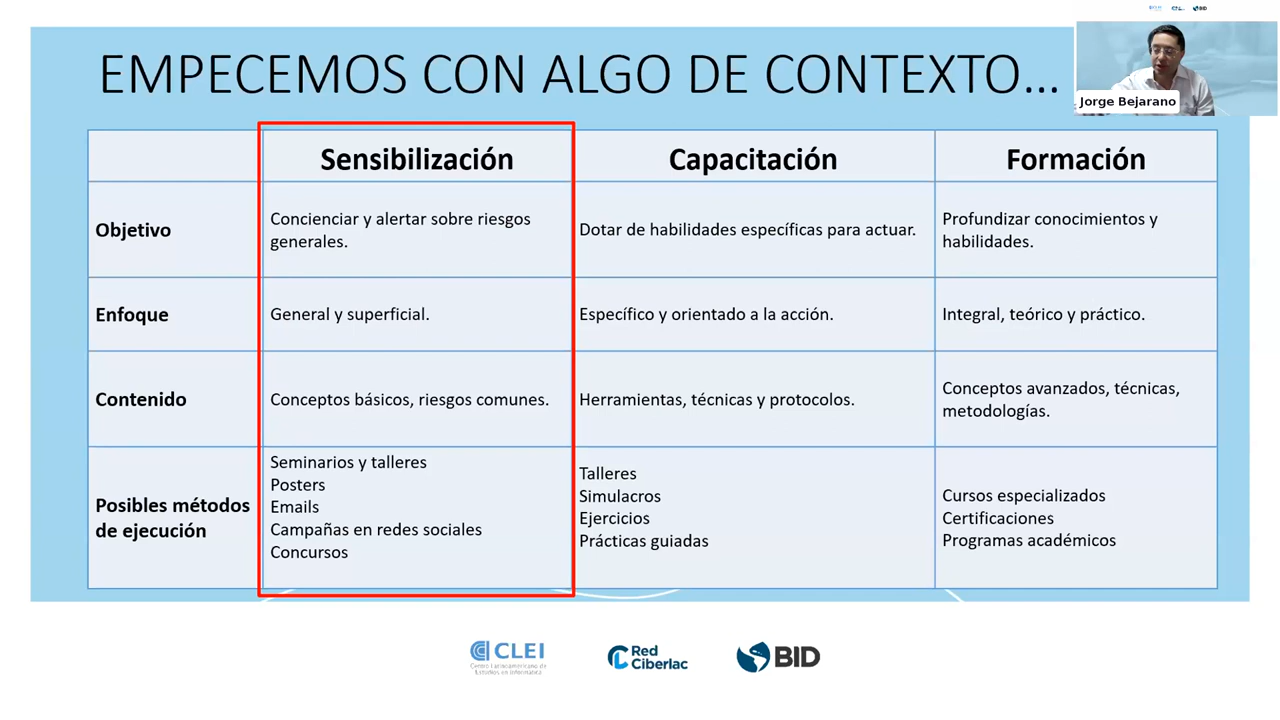 EMPECEMOS CON ALGO DE CONTEXTO...
BID
Jorge Bejarano
Sensibilización
Capacitación
Formación
Objetivo
Concienciar y alertar sobre riesgos
generales.
Dotar de habilidades específicas para actuar.
Profundizar conocimientos y
habilidades.
Enfoque
General y superficial.
Específico y orientado a la acción.
Integral, teórico y práctico.
Contenido
Conceptos básicos, riesgos comunes.
Herramientas, técnicas y protocolos.
Conceptos avanzados, técnicas,
metodologías.
Posibles métodos
de ejecución
Seminarios y talleres
Posters
Emails
Campañas en redes sociales
Concursos
Talleres
Simulacros
Ejercicios
Prácticas guiadas
Cursos especializados
Certificaciones
Programas académicos
CLEI
Centro Latinoamericano de
Estudios en Informática
Red
Ciberlac
BID